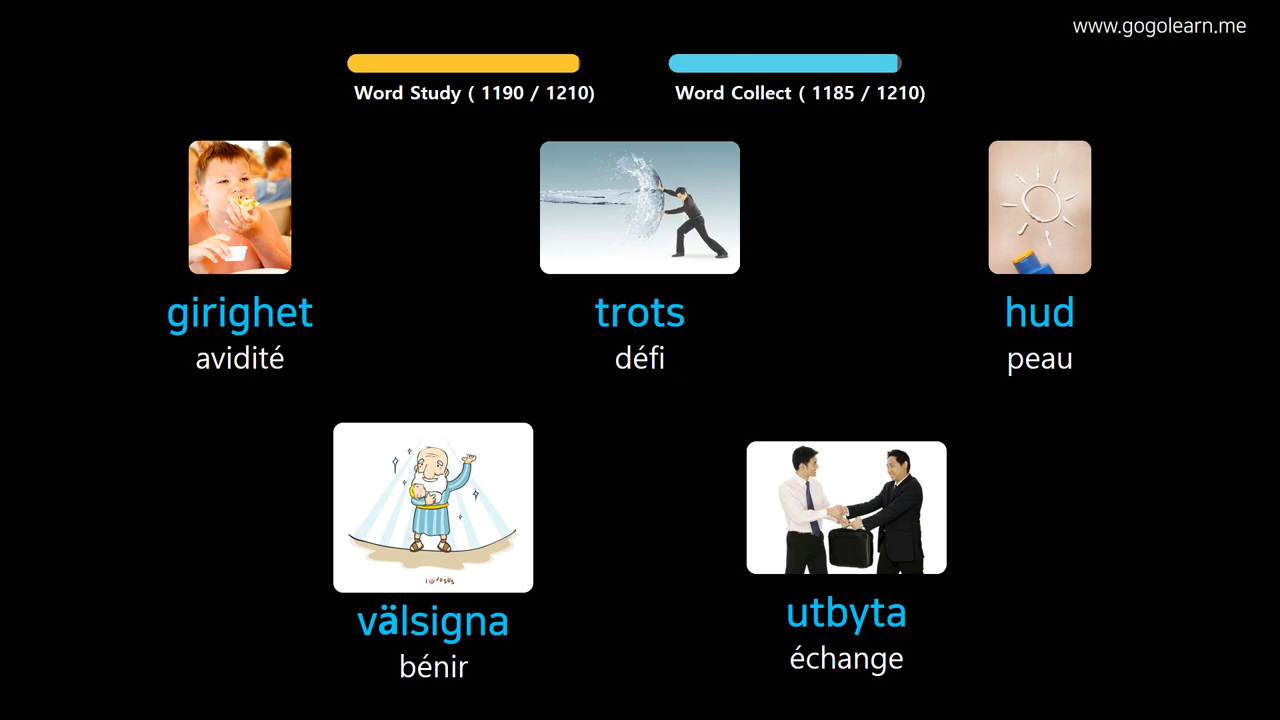 www.gogolearn.me
Word Study ( 1190 / 1210)
Word Collect ( 1185 / 1210)
girighet
avidité
trots
défi
hud
peau
I ❤ JESUS
välsigna
bénir
utbyta
échange